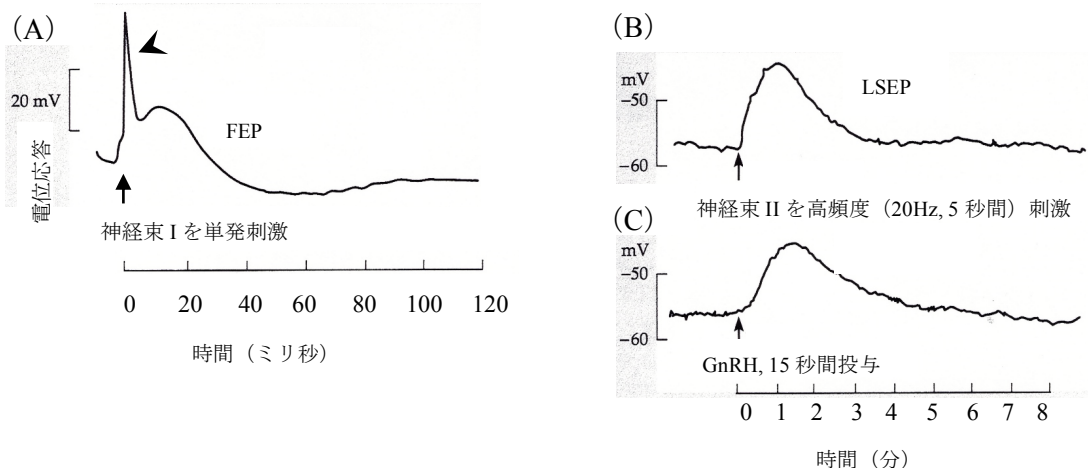 (A)
20 mV
電位応答
FEP
神経束 I を単発刺激
0 20 40 60 80 100 120
時間（ミリ秒）
(B)
mV
−50
−60
LSEP
神経束 II を高頻度（20Hz, 5 秒間）刺激
(C)
mV
−50
−60
GnRH, 15 秒間投与
0 1 2 3 4 5 6 7 8
時間（分）